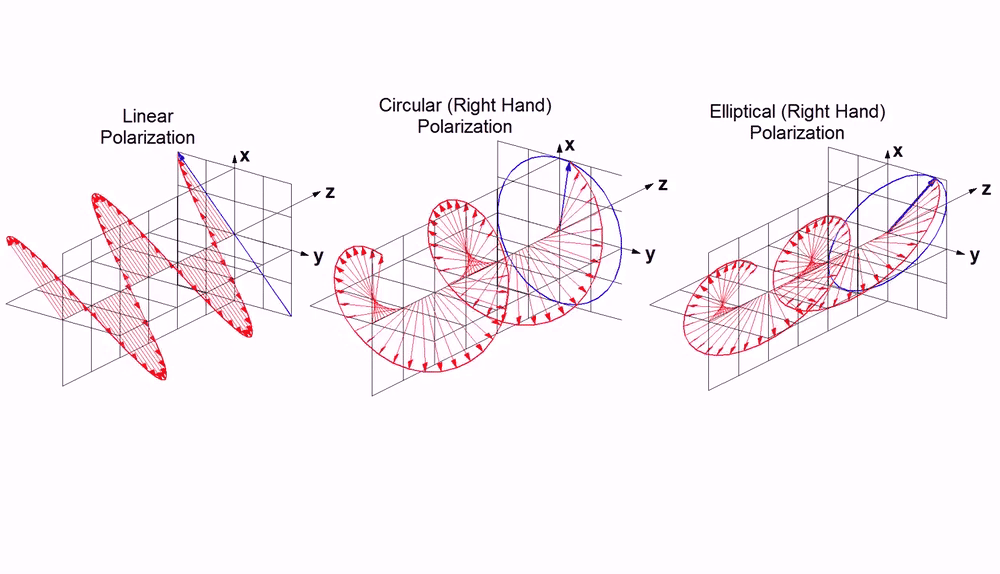 Linear
Polarization
x
z
y
Circular (Right Hand)
Polarization
x
z
y
Elliptical (Right Hand)
Polarization
x
z
y